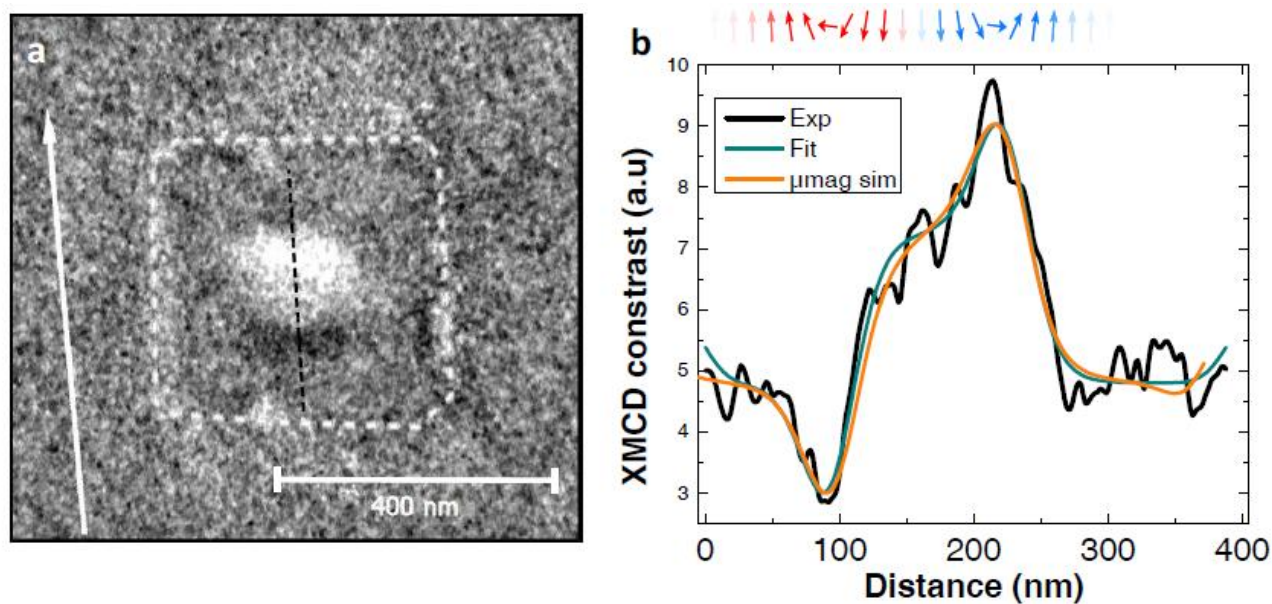 a
400 nm
b
10
9
8
7
6
5
4
3
XMCD constrast (a.u)
Exp
Fit
μmag sim
0
100
200
300
400
Distance (nm)